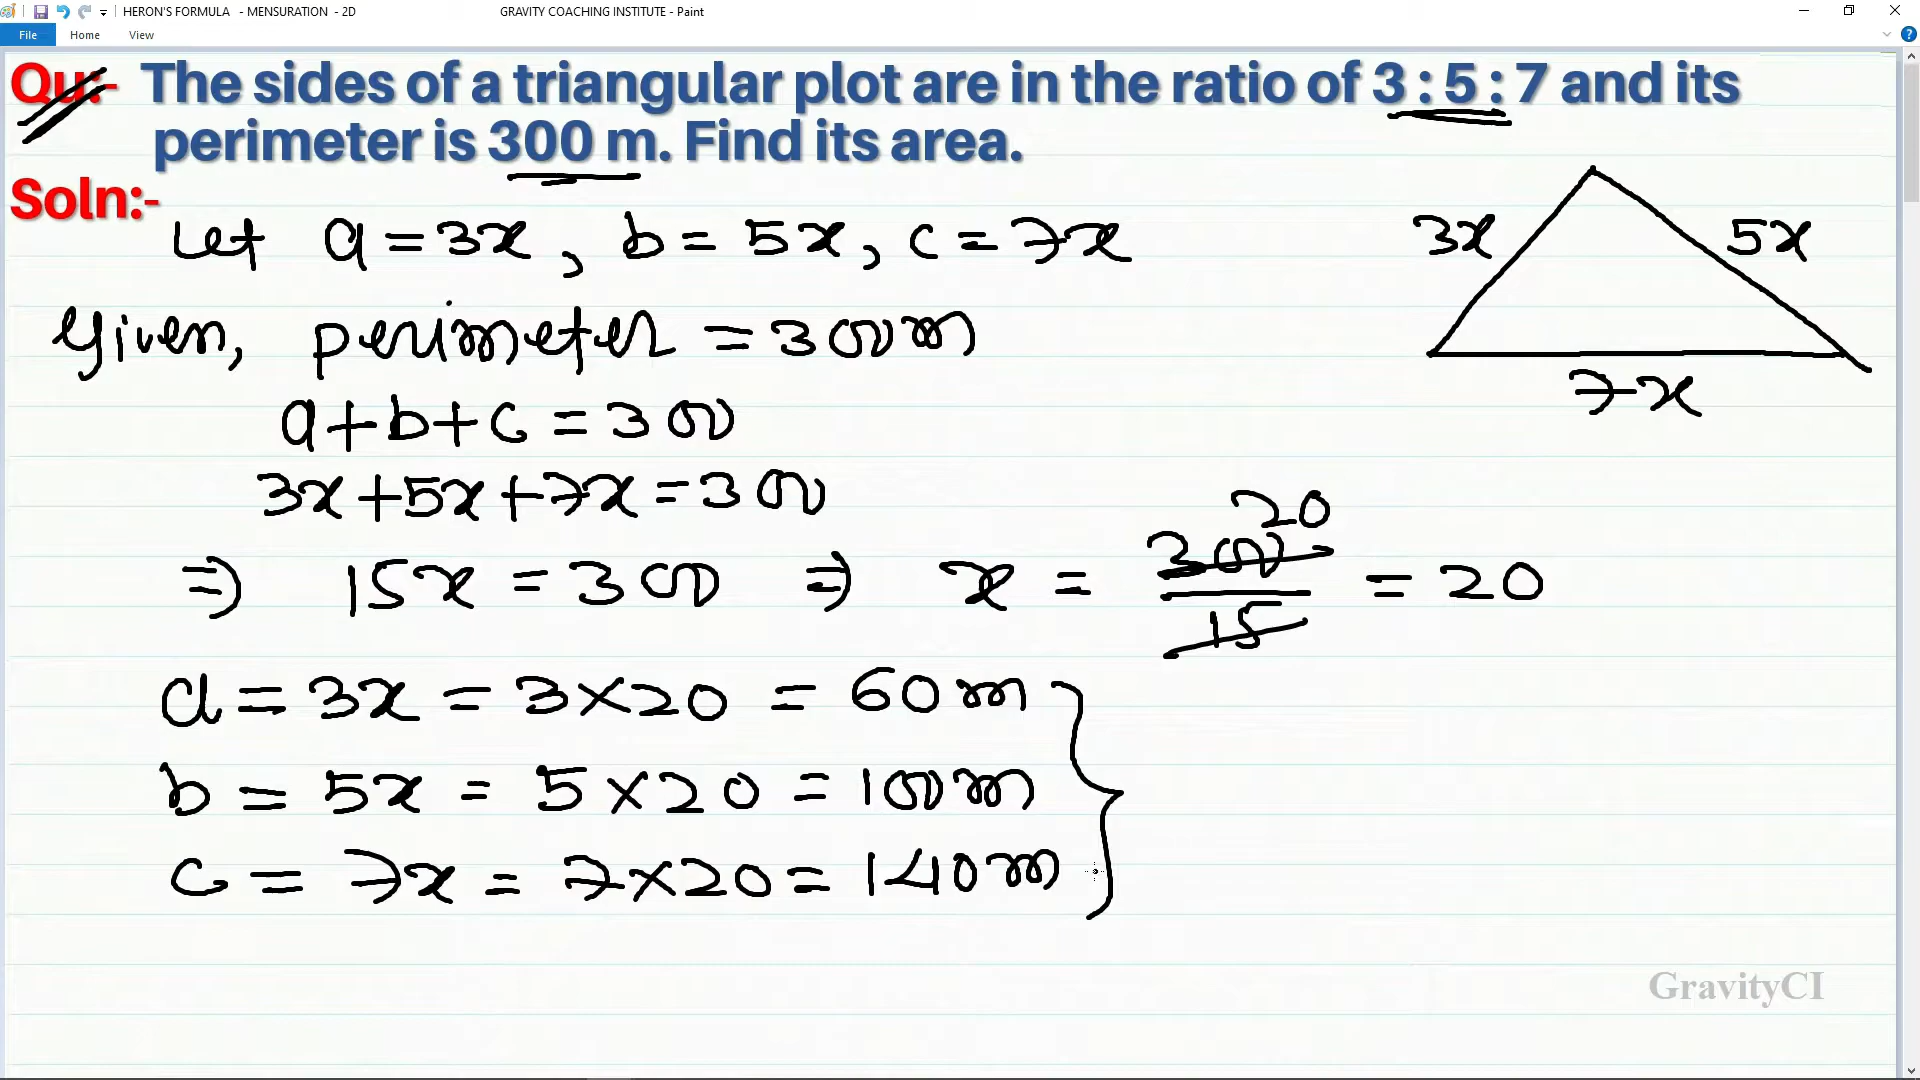 HERON'S FORMULA - MENSURATION - 2D GRAVITY COACHING INSTITUTE - Paint
File Home View
Qu:- The sides of a triangular plot are in the ratio of 3 : 5 : 7 and its
perimeter is 300 m. Find its area.
Soln:-
Let a = 3x, b = 5x, c = 7x
3x 5x
7x
Given, perimeter = 300m
a+b+c = 300
3x+5x+7x = 300
⇒ 15x = 300 ⇒ x = 300/15 = 20
20
a = 3x = 3×20 = 60m
b = 5x = 5×20 = 100m
c = 7x = 7×20 = 140m
GravityCI